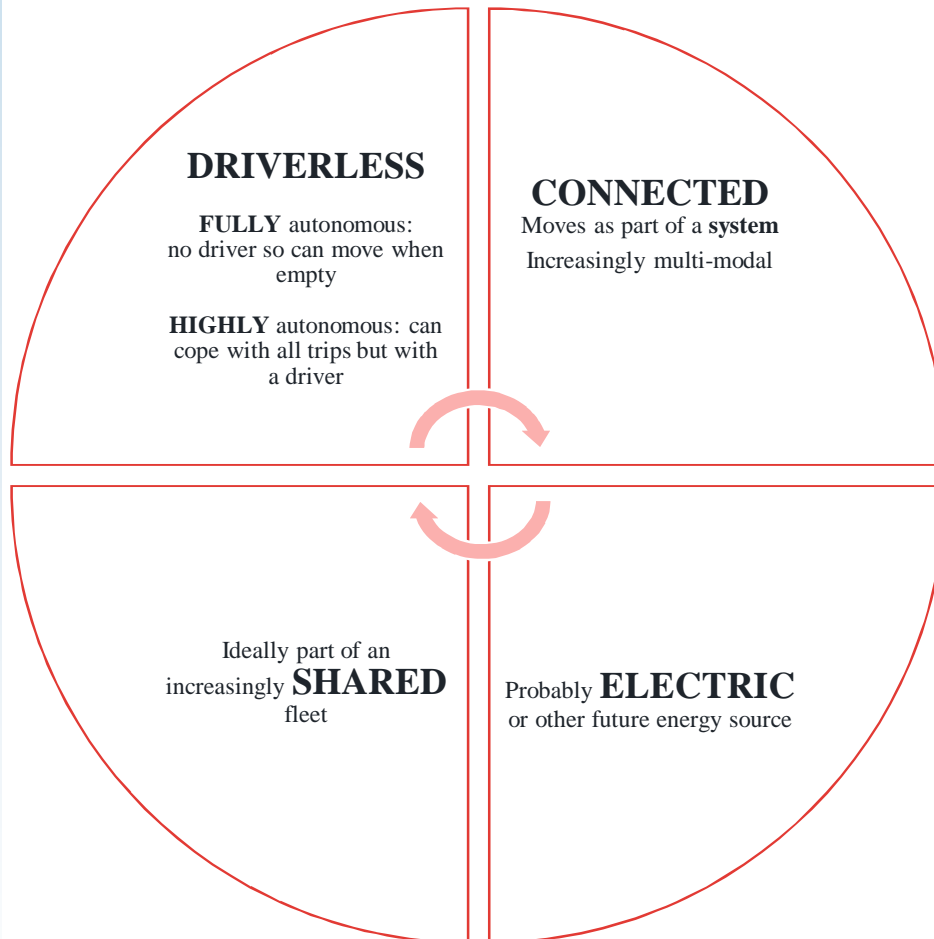 DRIVERLESS
FULLY autonomous:
no driver so can move when
empty
HIGHLY autonomous: can
cope with all trips but with
a driver
CONNECTED
Moves as part of a system
Increasingly multi-modal
Ideally part of an
increasingly SHARED
fleet
Probably ELECTRIC
or other future energy source